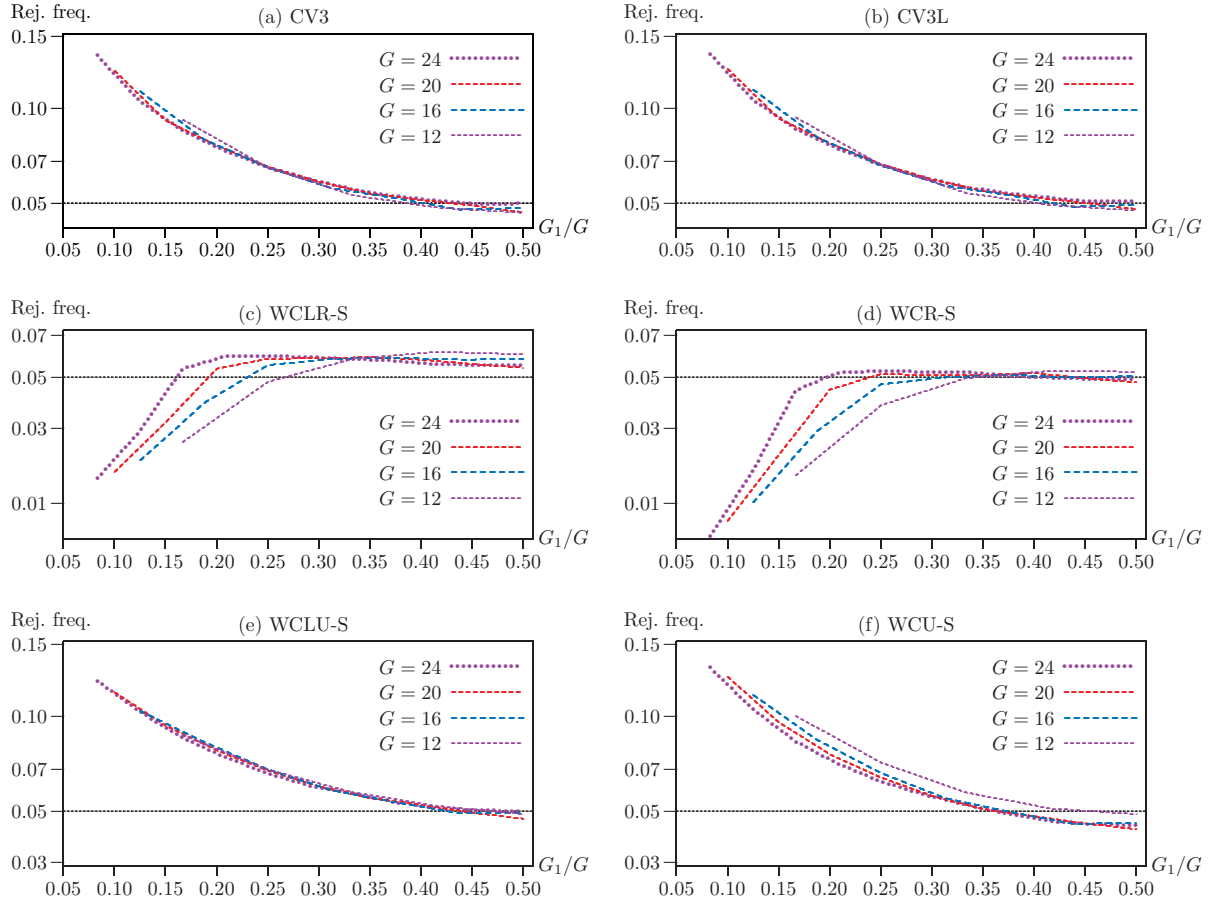 Rej. freq.
(a) CV3
0.15
0.10
0.07
0.05
G = 24
G = 20
G = 16
G = 12
G₁/G
0.05 0.10 0.15 0.20 0.25 0.30 0.35 0.40 0.45 0.50
Rej. freq.
(b) CV3L
0.15
0.10
0.07
0.05
G = 24
G = 20
G = 16
G = 12
G₁/G
0.05 0.10 0.15 0.20 0.25 0.30 0.35 0.40 0.45 0.50
Rej. freq.
(c) WCLR-S
0.07
0.05
0.03
0.01
G = 24
G = 20
G = 16
G = 12
G₁/G
0.05 0.10 0.15 0.20 0.25 0.30 0.35 0.40 0.45 0.50
Rej. freq.
(d) WCR-S
0.07
0.05
0.03
0.01
G = 24
G = 20
G = 16
G = 12
G₁/G
0.05 0.10 0.15 0.20 0.25 0.30 0.35 0.40 0.45 0.50
Rej. freq.
(e) WCLU-S
0.15
0.10
0.07
0.05
0.03
G = 24
G = 20
G = 16
G = 12
G₁/G
0.05 0.10 0.15 0.20 0.25 0.30 0.35 0.40 0.45 0.50
Rej. freq.
(f) WCU-S
0.15
0.10
0.07
0.05
0.03
G = 24
G = 20
G = 16
G = 12
G₁/G
0.05 0.10 0.15 0.20 0.25 0.30 0.35 0.40 0.45 0.50